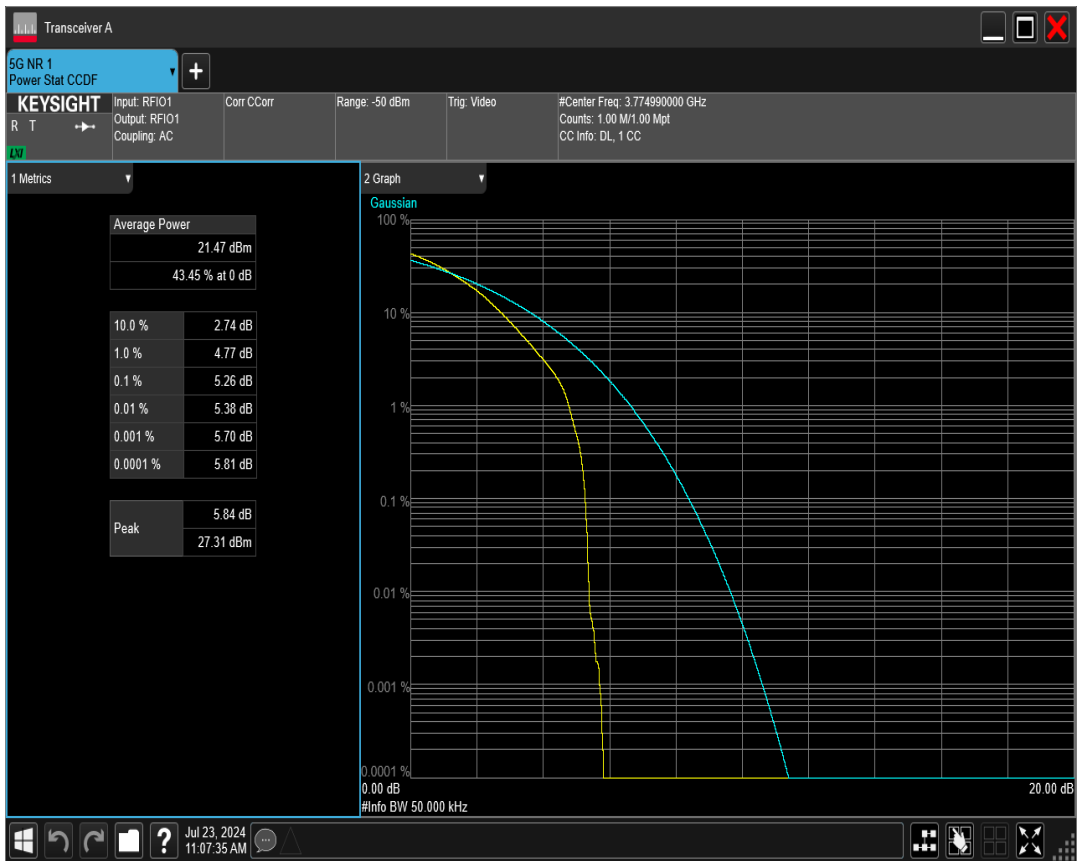 Transceiver A
5G NR 1
Power Stat CCDF
KEYSIGHT
R T
LXI
Input: RFIO1
Output: RFIO1
Coupling: AC
Corr CCorr
Range: -50 dBm
Trig: Video
#Center Freq: 3.774990000 GHz
Counts: 1.00 M/1.00 Mpt
CC Info: DL, 1 CC
1 Metrics
Average Power
21.47 dBm
43.45 % at 0 dB
10.0 % 2.74 dB
1.0 % 4.77 dB
0.1 % 5.26 dB
0.01 % 5.38 dB
0.001 % 5.70 dB
0.0001 % 5.81 dB
Peak
5.84 dB
27.31 dBm
2 Graph
Gaussian
100 %
10 %
1 %
0.1 %
0.01 %
0.001 %
0.0001 %
0.00 dB 20.00 dB
#Info BW 50.000 kHz
?
Jul 23, 2024
11:07:35 AM